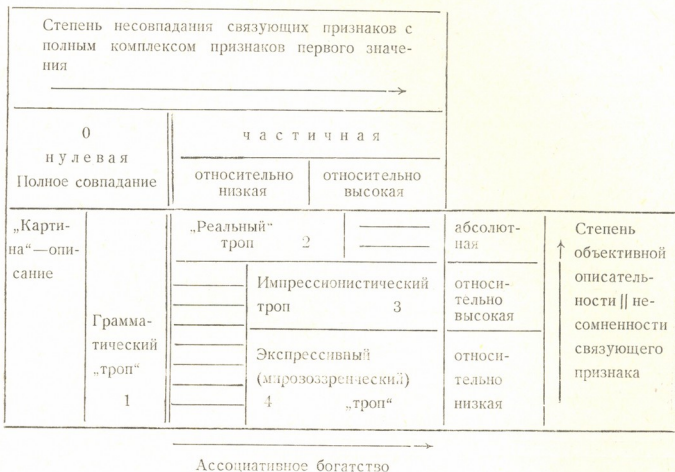 Степень несовпадания связующих признаков с
полным комплексом признаков первого значе-
ния
0
нулевая
Полное совпадание
частичная
относительно
низкая
относительно
высокая
„Карти-
на“—опи-
сание
Грамма-
тический
„троп“
1
„Реальный“
троп 2
Импрессионистический
троп 3
Экспрессивный
(мировоззренческий)
4 „троп“
абсолют-
ная
относи-
тельно
высокая
относи-
тельно
низкая
Степень
объективной
описатель-
ности || не-
сомненности
связующего
признака
Ассоциативное богатство